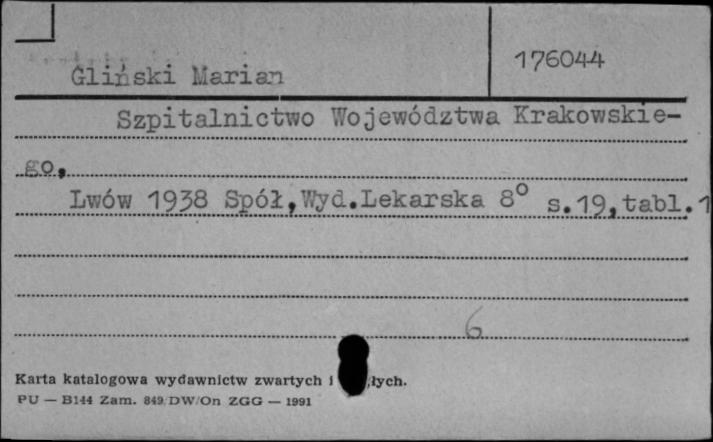 176044
Gliński Marian
Szpitalnictwo Województwa Krakowskie-
go,
Lwów 1938 Spół,Wyd.Lekarska 8° s.19,tabl.1
6
Karta katalogowa wydawnictw zwartych i łych.
PU — B144 Zam. 849/DW/On ZGG — 1991